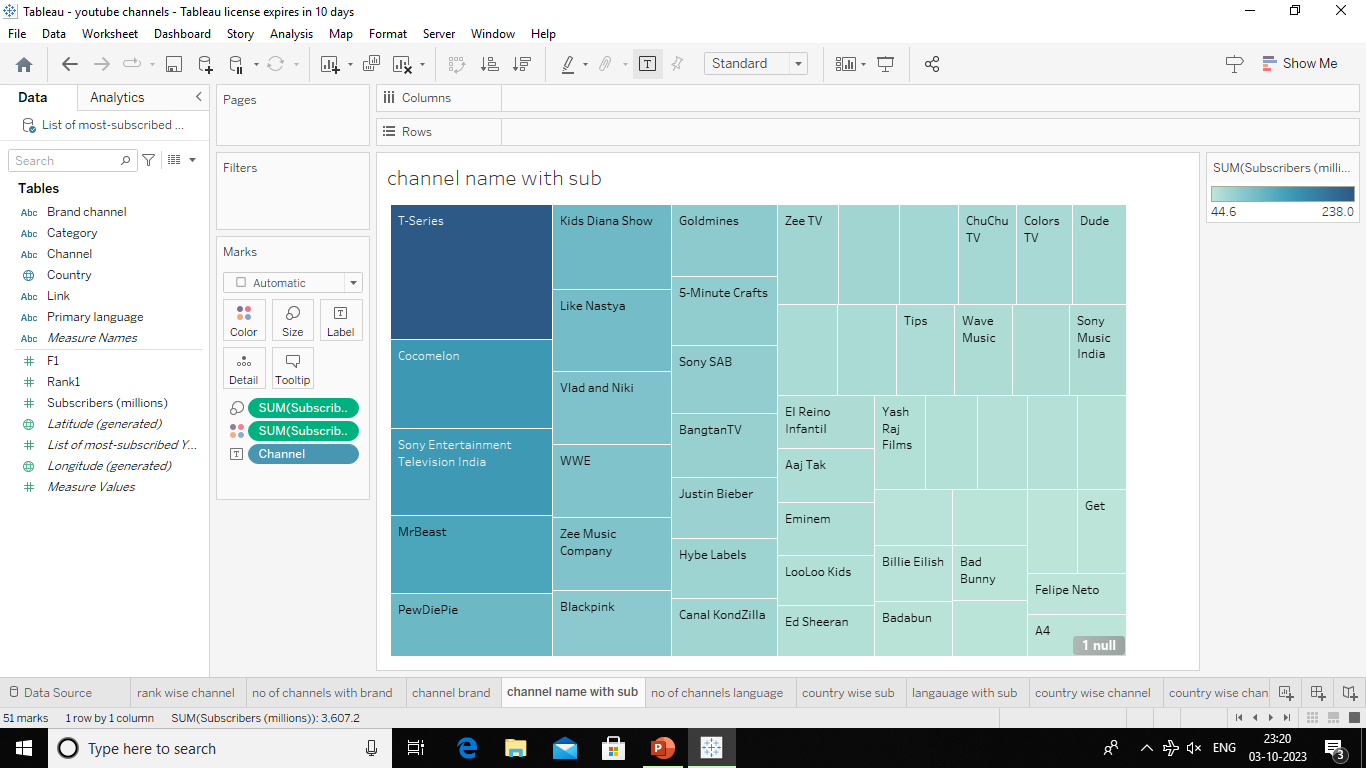 Tableau - youtube channels - Tableau license expires in 10 days
File Data Worksheet Dashboard Story Analysis Map Format Server Window Help
Standard
Show Me
Data Analytics
List of most-subscribed ...
Search
Tables
Abc Brand channel
Abc Category
Abc Channel
Country
Abc Link
Abc Primary language
Abc Measure Names
F1
Rank1
Subscribers (millions)
Latitude (generated)
List of most-subscribed Y...
Longitude (generated)
Measure Values
Pages
Filters
Marks
Automatic
Color Size Label
Detail Tooltip
SUM(Subscrib..
SUM(Subscrib..
Channel
Columns
Rows
channel name with sub
T-Series
Cocomelon
Sony Entertainment
Television India
MrBeast
PewDiePie
Kids Diana Show
Like Nastya
Vlad and Niki
WWE
Zee Music
Company
Blackpink
Goldmines
5-Minute Crafts
Sony SAB
BangtanTV
Justin Bieber
Hybe Labels
Canal KondZilla
Zee TV
ChuChu
TV
Colors
TV
Dude
Tips
Wave
Music
Sony
Music
India
El Reino
Infantil
Aaj Tak
Eminem
LooLoo Kids
Ed Sheeran
Yash
Raj
Films
Get
Billie Eilish
Bad
Bunny
Badabun
Felipe Neto
A4
1 null
SUM(Subscribers (milli...
44.6 238.0
Data Source rank wise channel no of channels with brand channel brand channel name with sub no of channels language country wise sub langauage with sub country wise channel country wise chan
51 marks 1 row by 1 column SUM(Subscribers (millions)): 3,607.2
Type here to search
ENG
23:20
03-10-2023
3